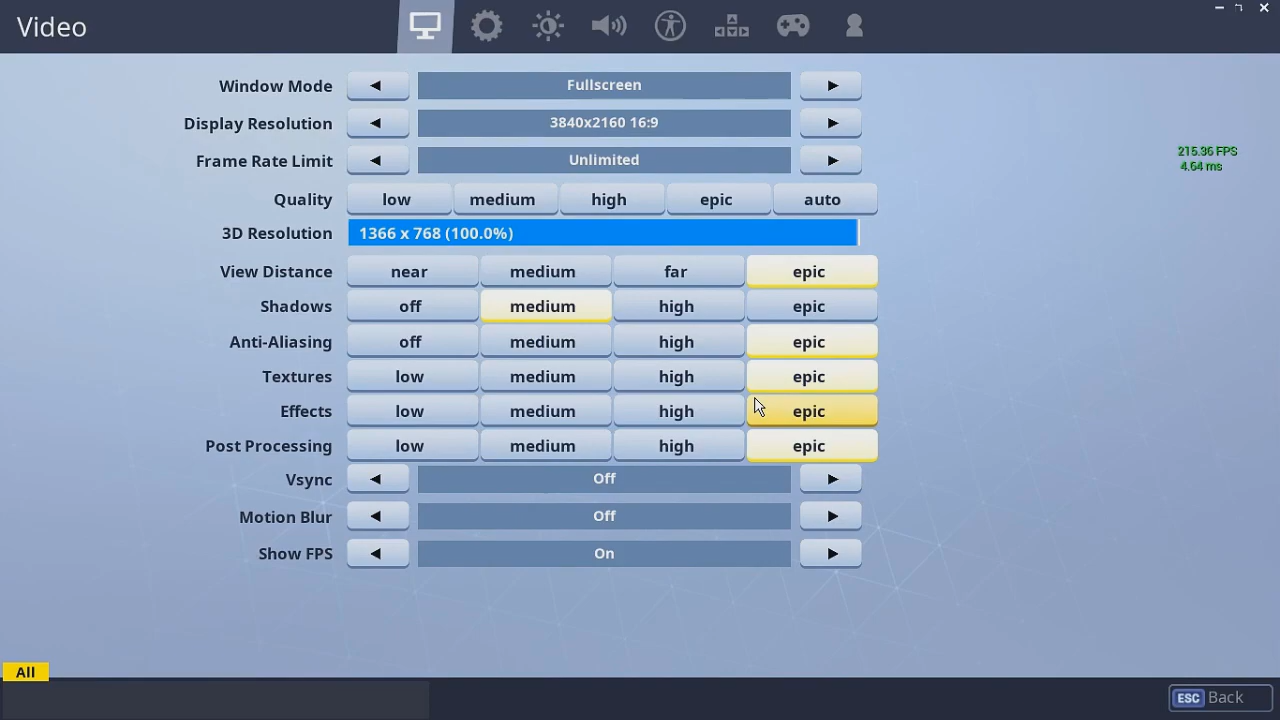 Video
Window Mode Fullscreen
Display Resolution 3840x2160 16:9
Frame Rate Limit Unlimited
215.36 FPS
4.64 ms
Quality low medium high epic auto
3D Resolution 1366 x 768 (100.0%)
View Distance near medium far epic
Shadows off medium high epic
Anti-Aliasing off medium high epic
Textures low medium high epic
Effects low medium high epic
Post Processing low medium high epic
Vsync Off
Motion Blur Off
Show FPS On
All
ESC Back